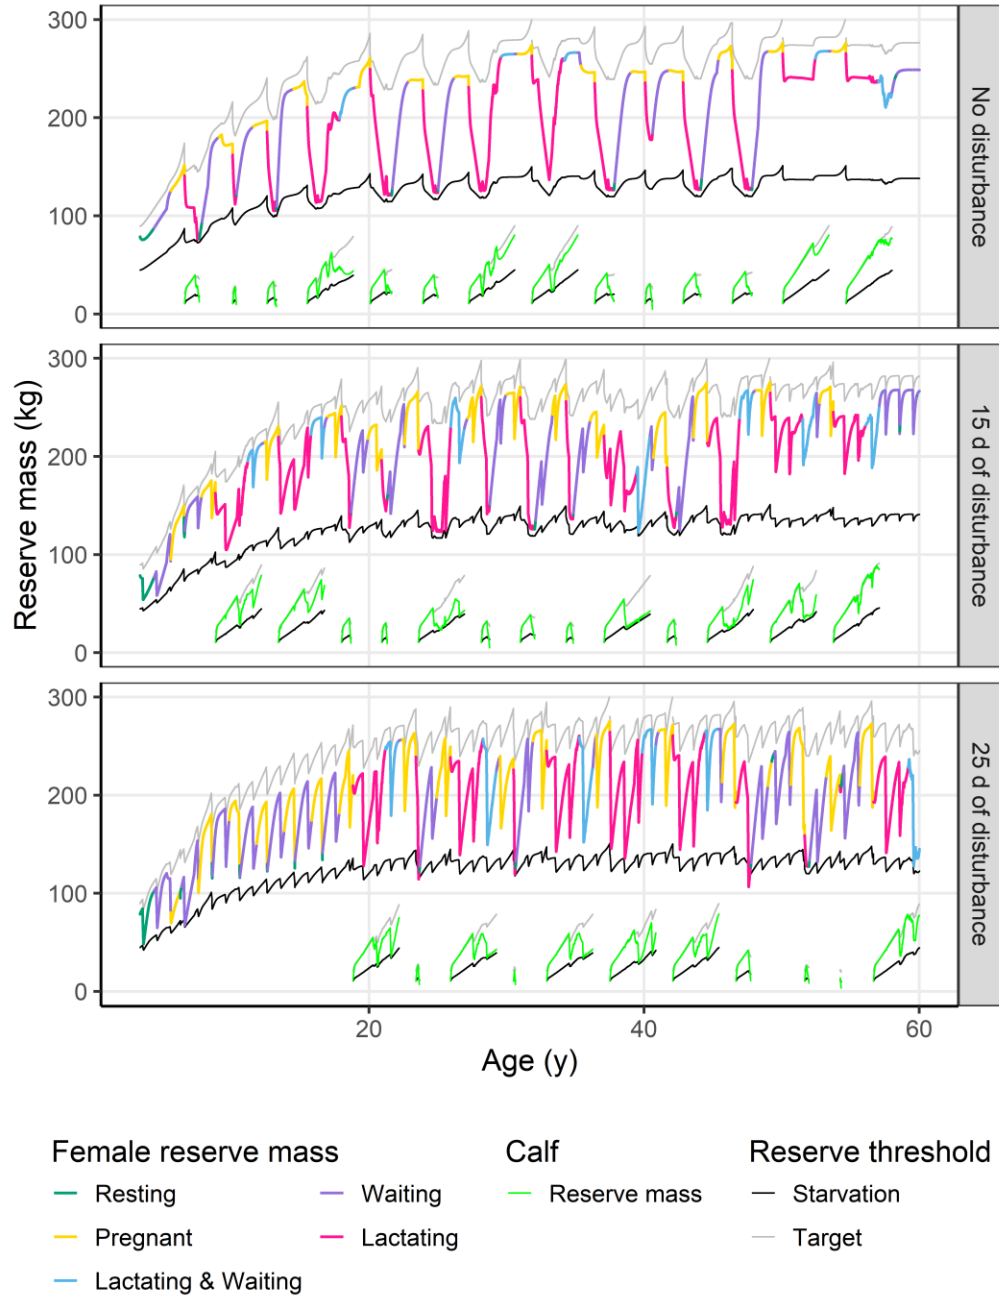 300
200
100
0
No disturbance
300
200
100
0
15 d of disturbance
300
200
100
0
25 d of disturbance
Reserve mass (kg)
20 40 60
Age (y)
Female reserve mass Calf Reserve threshold
Resting Waiting Reserve mass Starvation
Pregnant Lactating Target
Lactating & Waiting